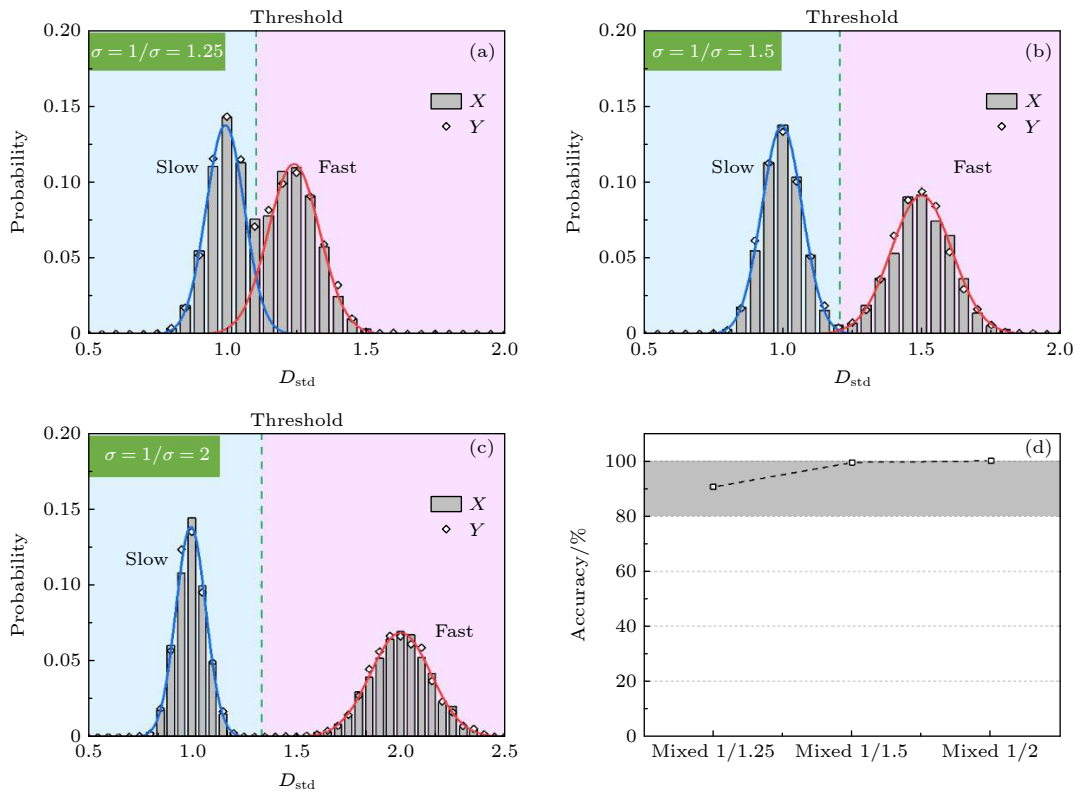 Threshold
σ = 1/σ = 1.25
(a)
X
Y
Slow
Fast
Probability
0.20
0.15
0.10
0.05
0
0.5
1.0
1.5
2.0
D_std
Threshold
σ = 1/σ = 1.5
(b)
X
Y
Slow
Fast
Probability
0.20
0.15
0.10
0.05
0
0.5
1.0
1.5
2.0
D_std
Threshold
σ = 1/σ = 2
(c)
X
Y
Slow
Fast
Probability
0.20
0.15
0.10
0.05
0
0.5
1.0
1.5
2.0
2.5
D_std
(d)
Accuracy/%
100
80
60
40
20
0
Mixed 1/1.25
Mixed 1/1.5
Mixed 1/2